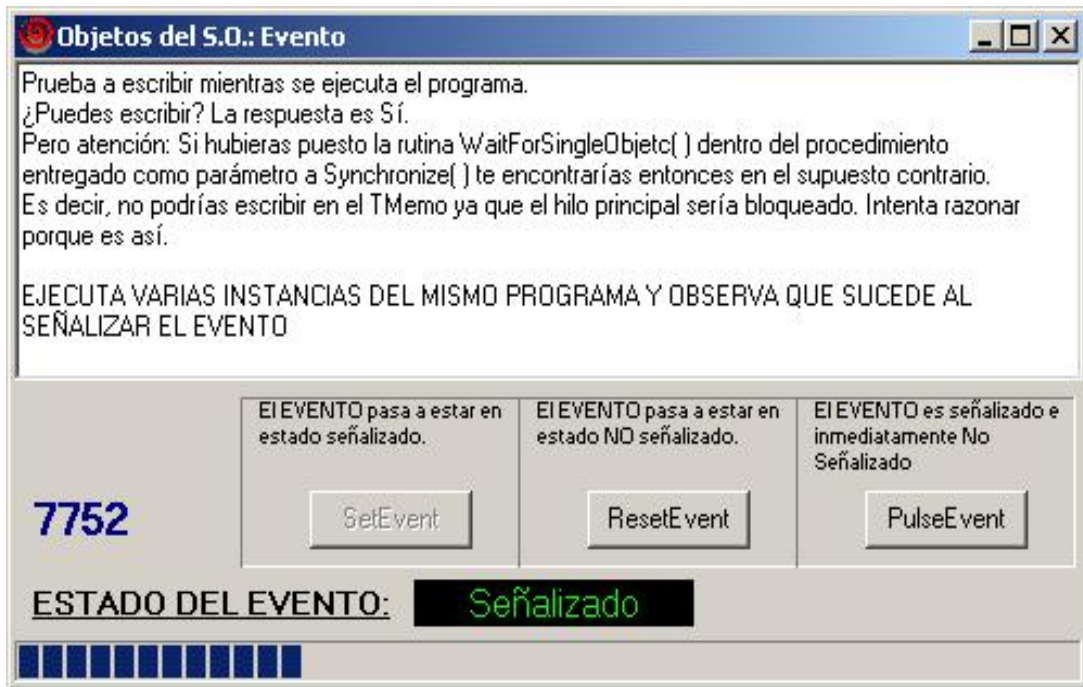 Objetos del S.O.: Evento
Prueba a escribir mientras se ejecuta el programa.
¿Puedes escribir? La respuesta es Sí.
Pero atención: Si hubieras puesto la rutina WaitForSingleObjetc( ) dentro del procedimiento
entregado como parámetro a Synchronize( ) te encontrarías entonces en el supuesto contrario.
Es decir, no podrías escribir en el TMemo ya que el hilo principal sería bloqueado. Intenta razonar
porque es así.
EJECUTA VARIAS INSTANCIAS DEL MISMO PROGRAMA Y OBSERVA QUE SUCEDE AL
SEÑALIZAR EL EVENTO
El EVENTO pasa a estar en
estado señalizado.
SetEvent
El EVENTO pasa a estar en
estado NO señalizado.
ResetEvent
El EVENTO es señalizado e
inmediatamente No
Señalizado
PulseEvent
7752
ESTADO DEL EVENTO: Señalizado